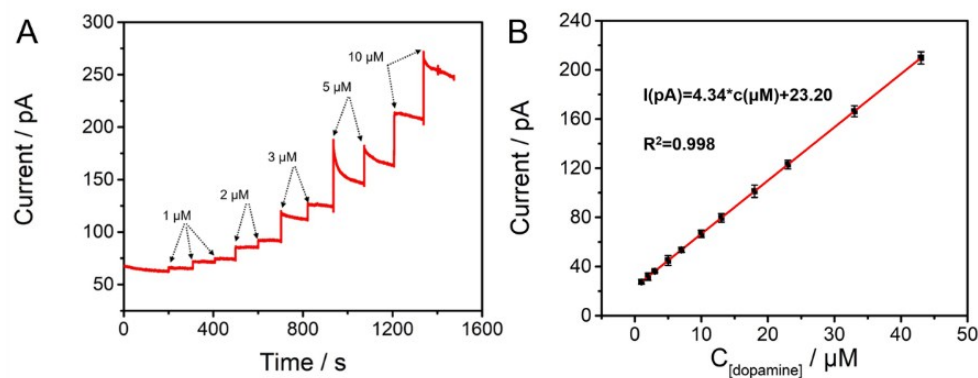 A
300
250
200
150
100
50
Current / pA
1 µM
2 µM
3 µM
5 µM
10 µM
0
400
800
1200
1600
Time / s
B
240
200
160
120
80
40
0
Current / pA
I(pA)=4.34*c(µM)+23.20
R²=0.998
0
10
20
30
40
50
C[dopamine] / µM